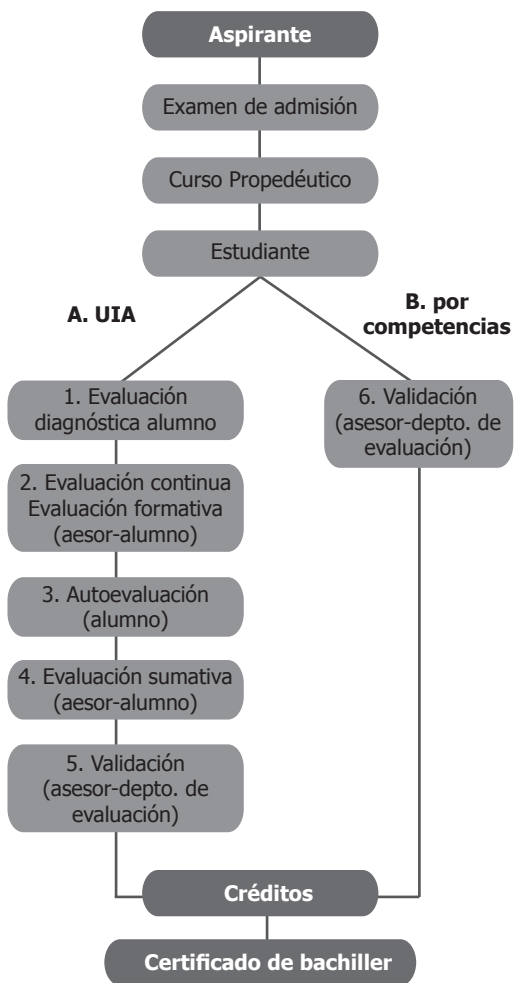 Aspirante
Examen de admisión
Curso Propedéutico
Estudiante
A. UIA
B. por
competencias
1. Evaluación
diagnóstica alumno
2. Evaluación continua
Evaluación formativa
(aesor-alumno)
3. Autoevaluación
(alumno)
4. Evaluación sumativa
(aesor-alumno)
5. Validación
(asesor-depto. de
evaluación)
6. Validación
(asesor-depto. de
evaluación)
Créditos
Certificado de bachiller